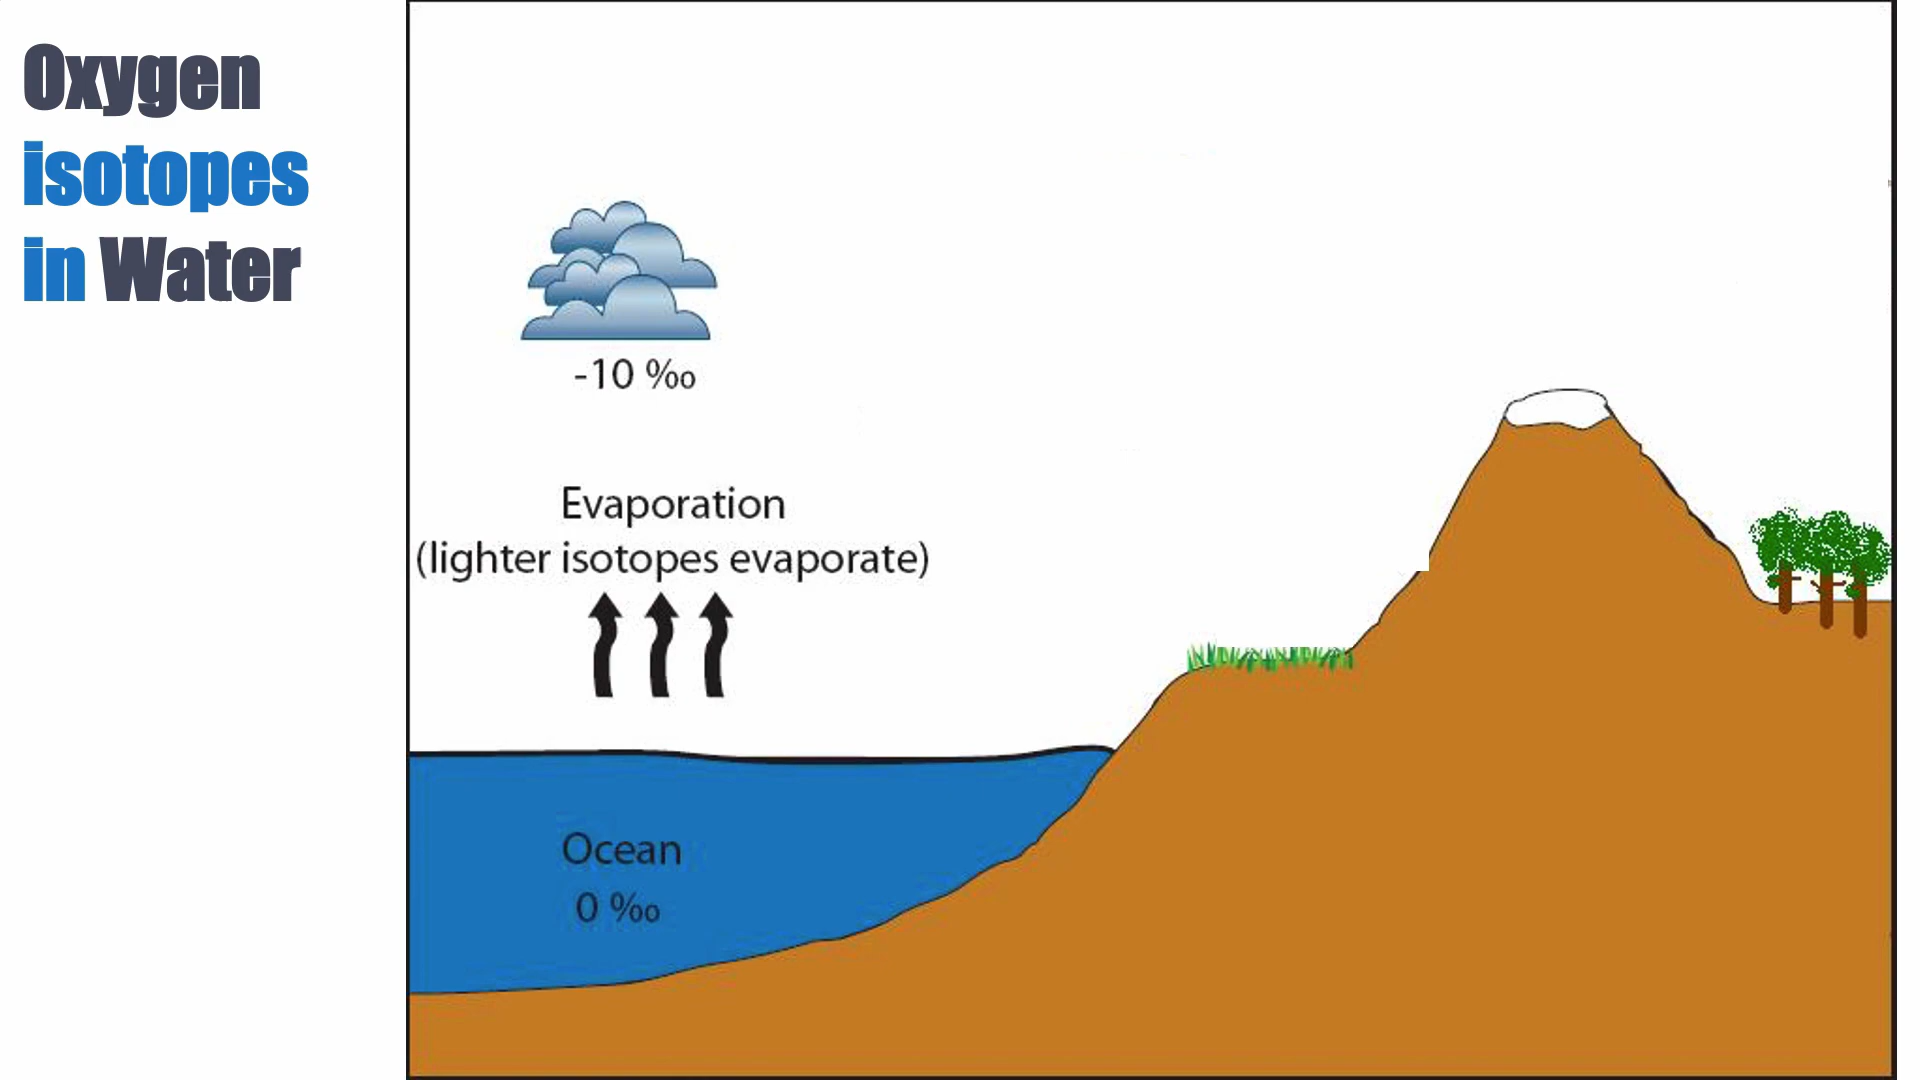 Oxygen
isotopes
in Water
-10 ‰
Evaporation
(lighter isotopes evaporate)
Ocean
0 ‰